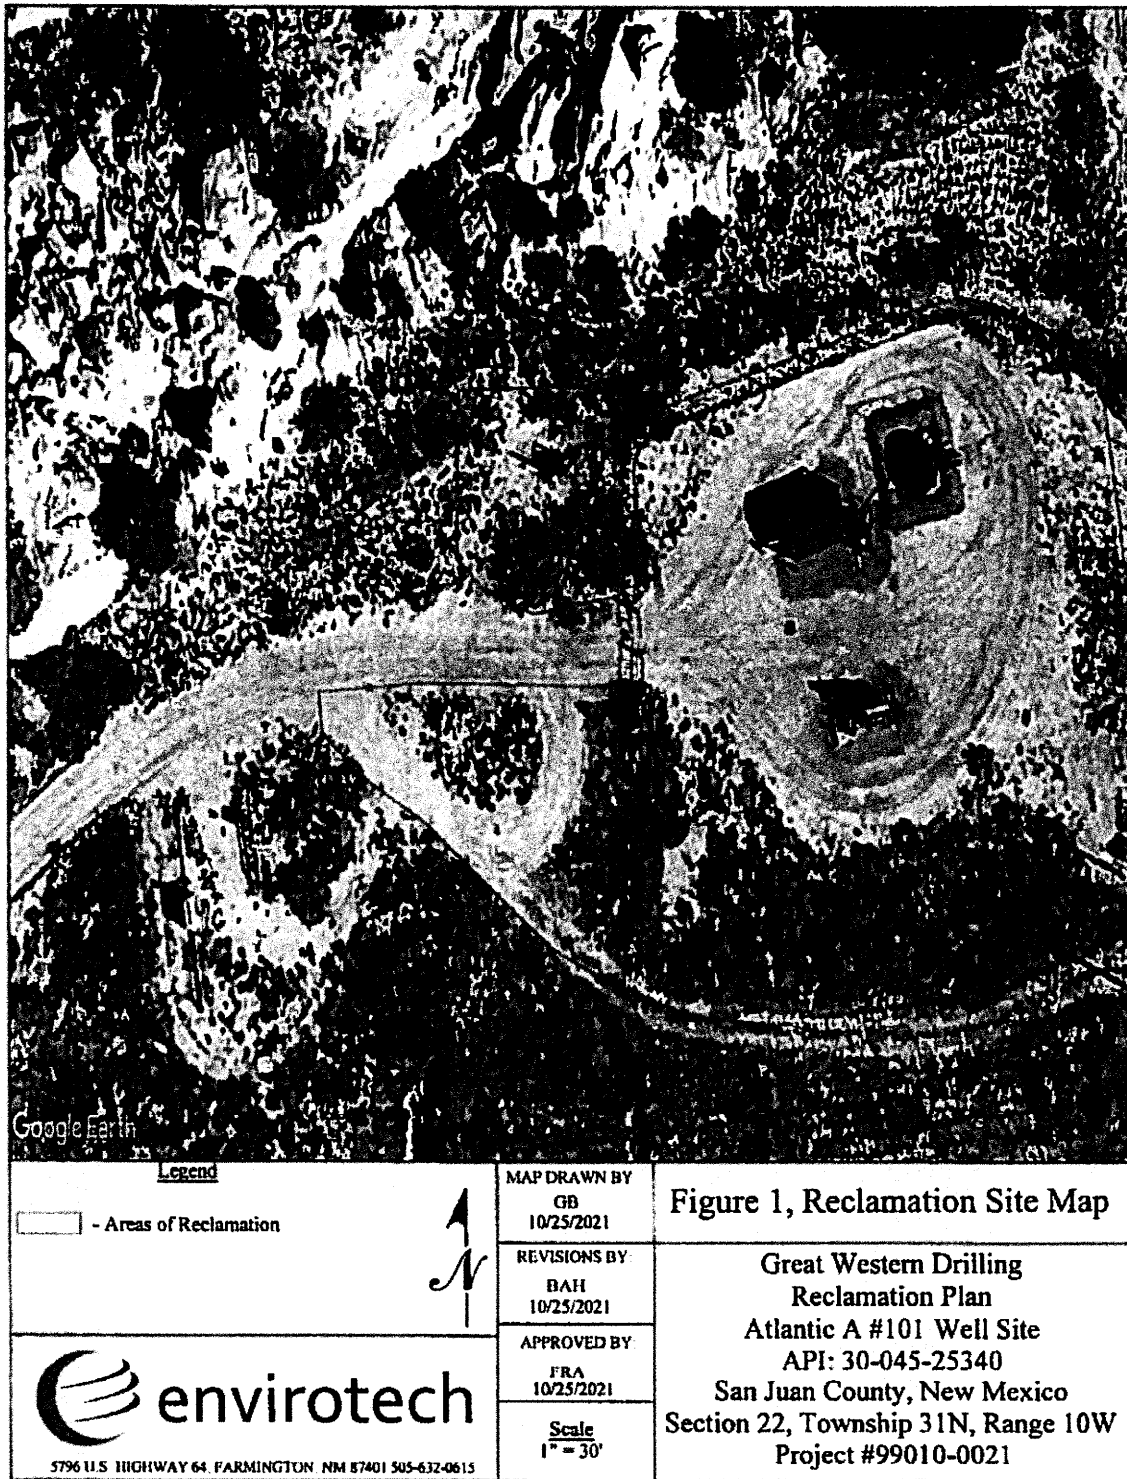 Google Earth
Legend
- Areas of Reclamation
N
envirotech
5796 U.S. HIGHWAY 64, FARMINGTON, NM 87401 505-632-0615
MAP DRAWN BY
GB
10/25/2021
REVISIONS BY:
BAH
10/25/2021
APPROVED BY:
FRA
10/25/2021
Scale
1" = 30'
Figure 1, Reclamation Site Map
Great Western Drilling
Reclamation Plan
Atlantic A #101 Well Site
API: 30-045-25340
San Juan County, New Mexico
Section 22, Township 31N, Range 10W
Project #99010-0021